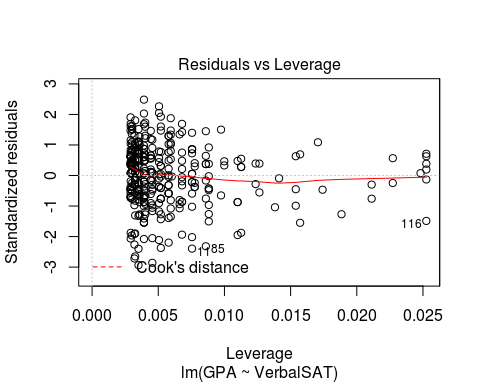 Residuals vs Leverage
Standardized residuals
3
2
1
0
-1
-2
-3
116
1185
Cook's distance
0.000 0.005 0.010 0.015 0.020 0.025
Leverage
lm(GPA ~ VerbalSAT)